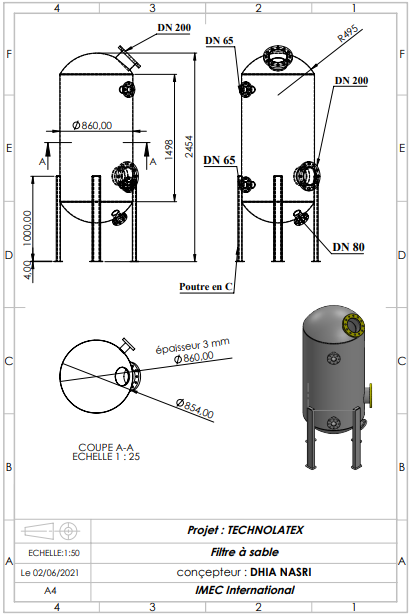 4 3 2 1
F F
E E
D D
C C
B B
A A
DN 200
Ø860,00
1498
2454
A A
1000,00
4,00
DN 65
R495
DN 200
DN 65
DN 80
Poutre en C
épaisseur 3 mm
Ø860,00
Ø854,00
COUPE A-A
ECHELLE 1 : 25
Projet : TECHNOLATEX
ECHELLE:1:50
Filtre à sable
Le 02/06/2021
conçepteur : DHIA NASRI
A4
IMEC International
4 3 2 1